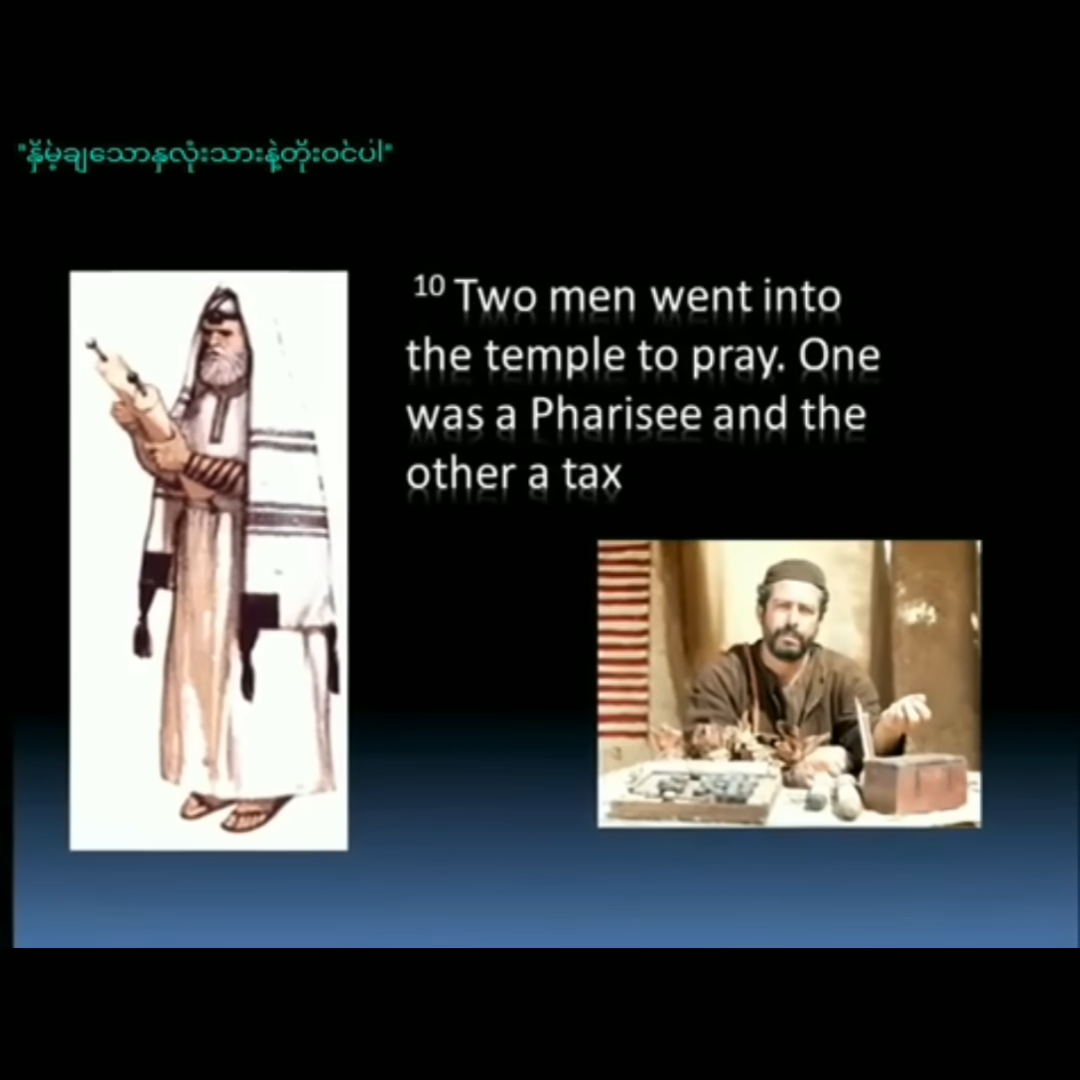 "နှိမ့်ချသောနှလုံးသားနဲ့တိုးဝင်ပါ"
10 Two men went into
the temple to pray. One
was a Pharisee and the
other a tax